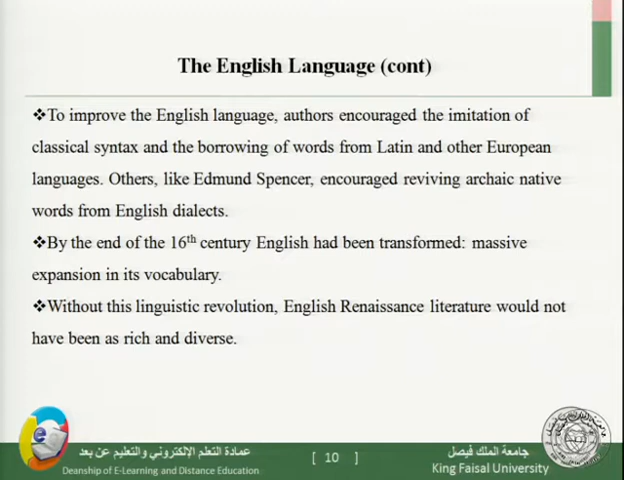 The English Language (cont)
❖To improve the English language, authors encouraged the imitation of
classical syntax and the borrowing of words from Latin and other European
languages. Others, like Edmund Spencer, encouraged reviving archaic native
words from English dialects.
❖By the end of the 16th century English had been transformed: massive
expansion in its vocabulary.
❖Without this linguistic revolution, English Renaissance literature would not
have been as rich and diverse.
عمادة التعلم الإلكتروني والتعليم عن بعد
Deanship of E-Learning and Distance Education
[ 10 ]
جامعة الملك فيصل
King Faisal University